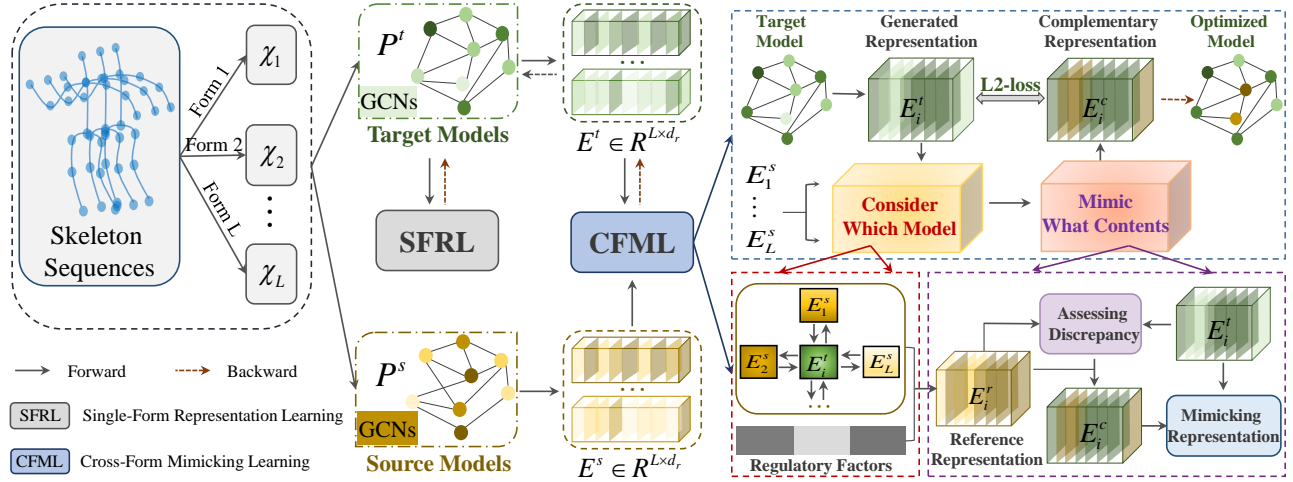 Skeleton
Sequences
Form 1
Form 2
Form L
χ₁
χ₂
⋮
χ_L
P^t
GCNs
Target Models
...
E^t ∈ R^{L×d_r}
SFRL
CFML
P^s
GCNs
Source Models
...
E^s ∈ R^{L×d_r}
Forward
Backward
SFRL
Single-Form Representation Learning
CFML
Cross-Form Mimicking Learning
Target
Model
Generated
Representation
E_i^t
L2-loss
Complementary
Representation
E_i^c
Optimized
Model
E_1^s
⋮
E_L^s
Consider
Which Model
Mimic
What Contents
E_1^s
E_2^s
E_i^t
E_L^s
...
Regulatory Factors
E_i^r
Reference
Representation
Assessing
Discrepancy
E_i^t
E_i^c
Mimicking
Representation